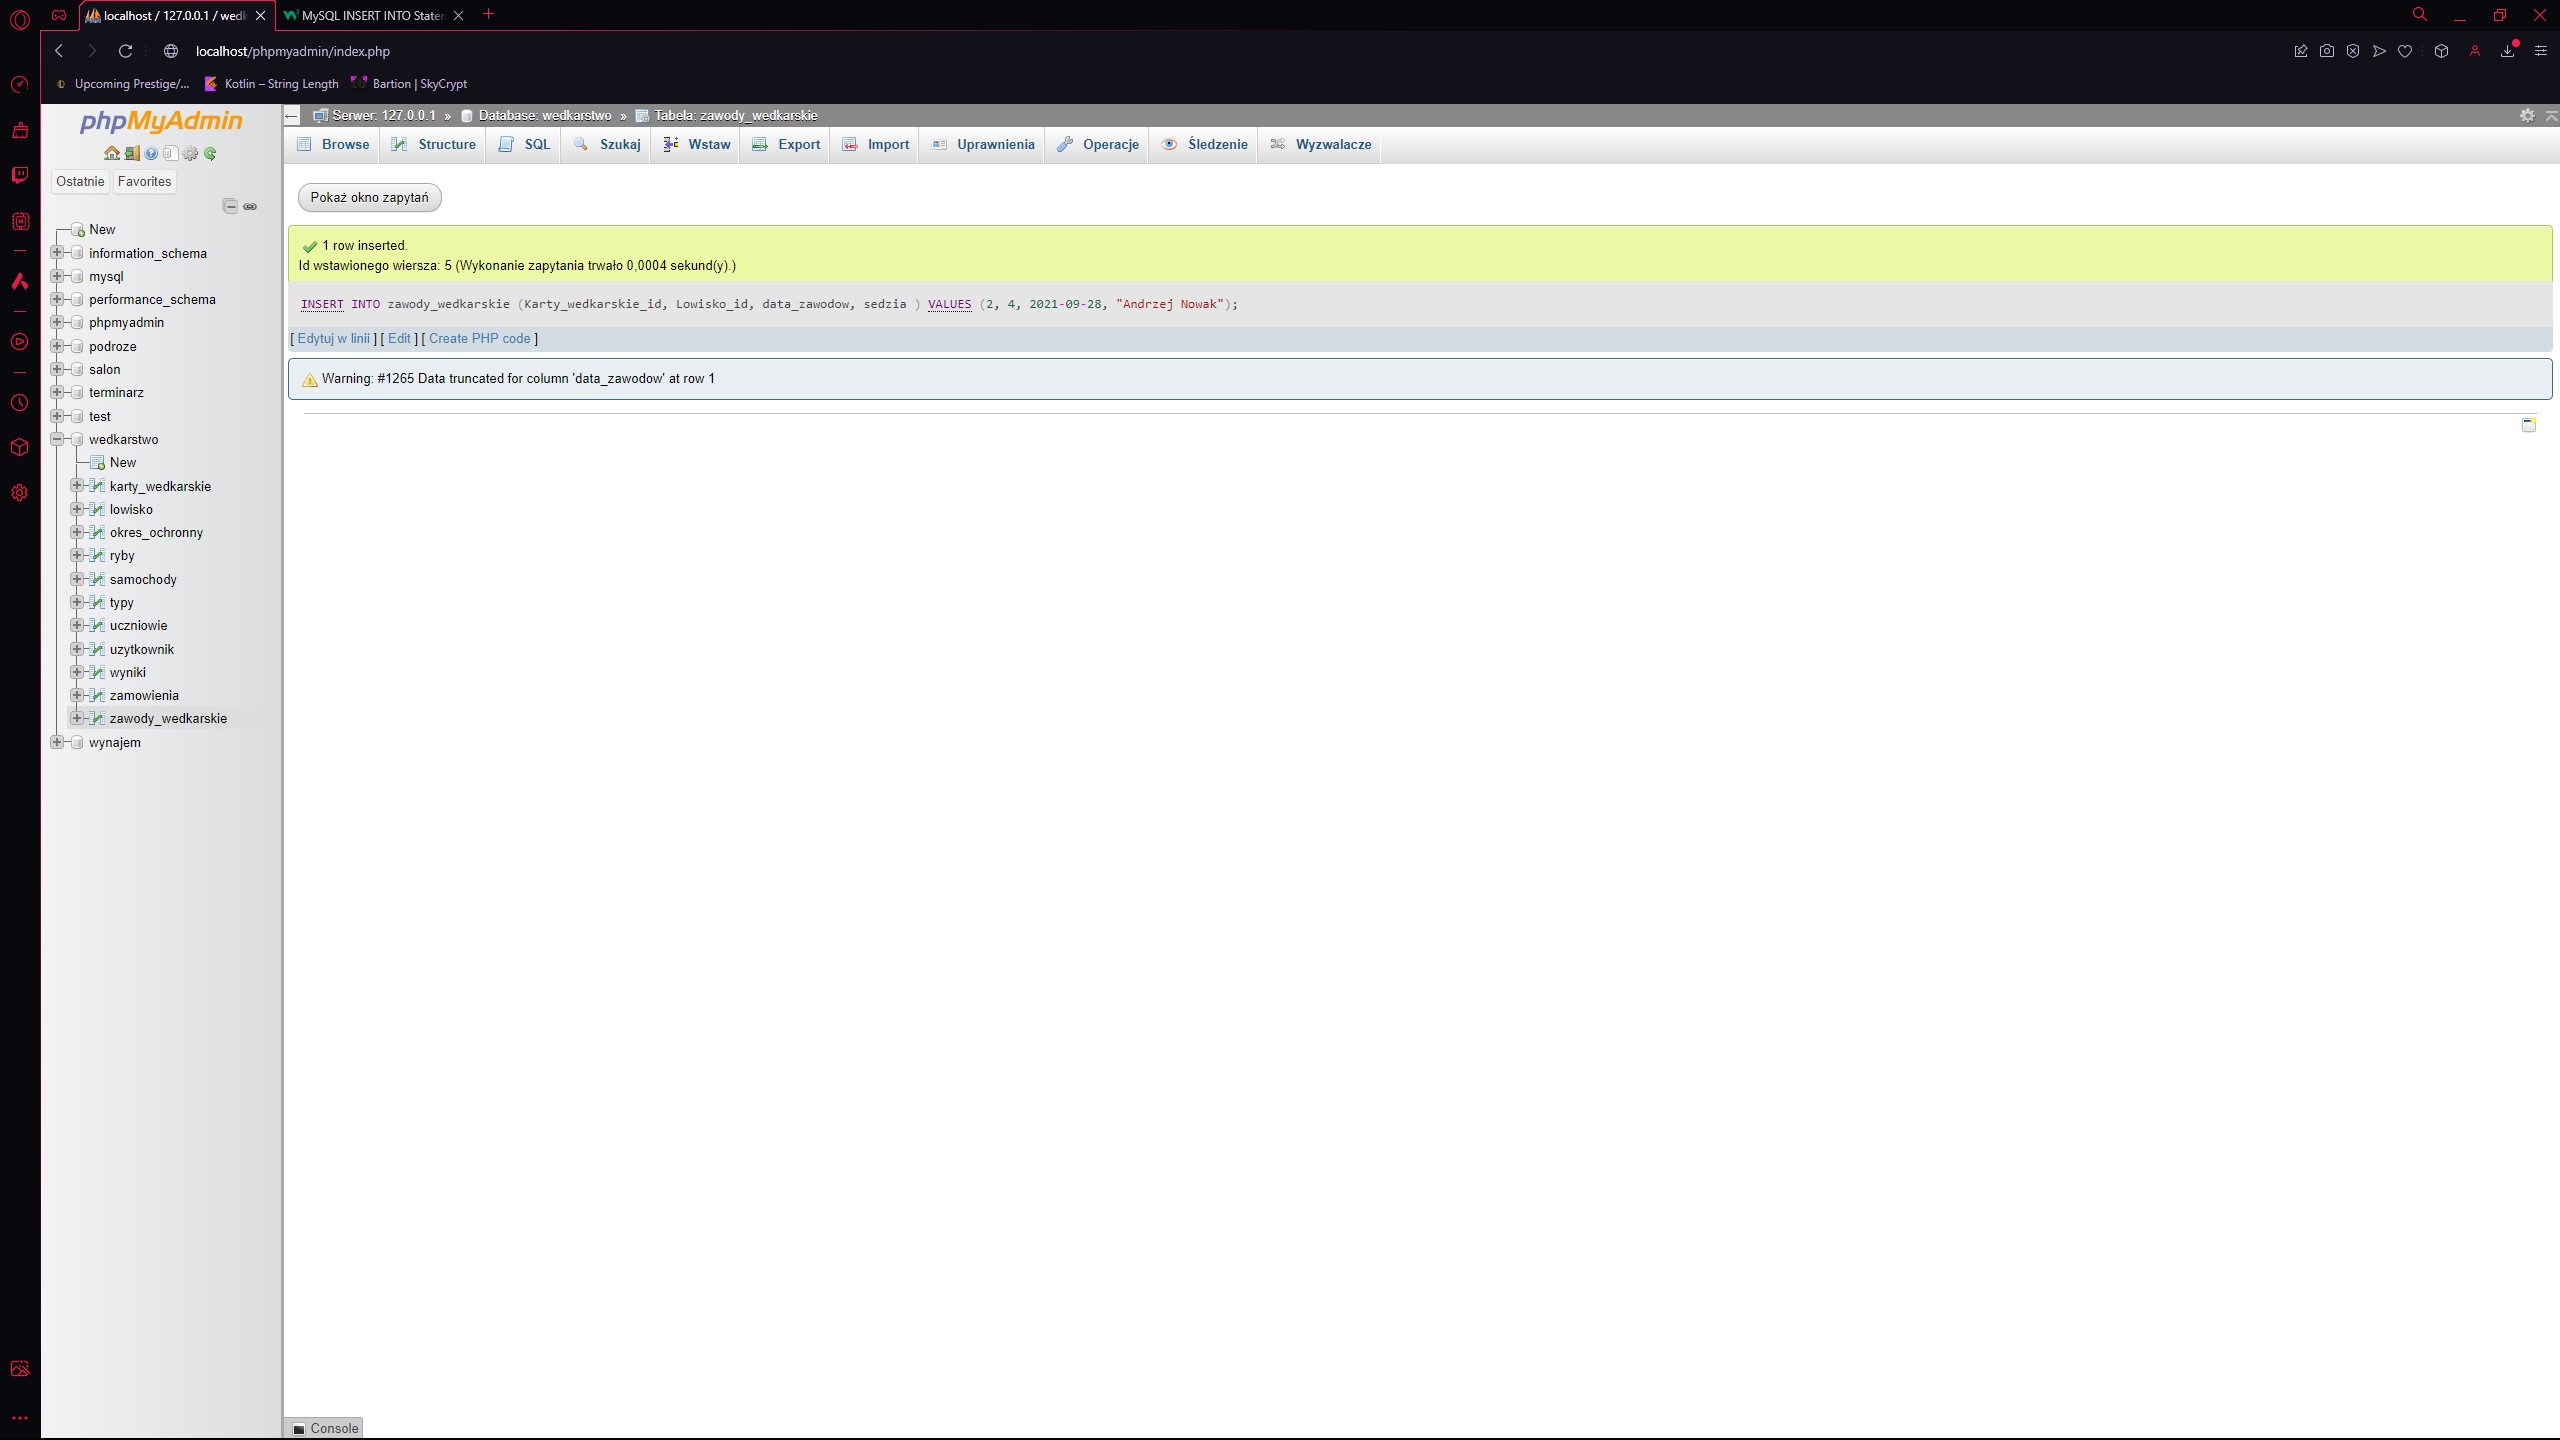 localhost / 127.0.0.1 / wed
MySQL INSERT INTO State
localhost/phpmyadmin/index.php
Upcoming Prestige/...
Kotlin – String Length
Bartion | SkyCrypt
phpMyAdmin
Ostatnie
Favorites
New
information_schema
mysql
performance_schema
phpmyadmin
podroze
salon
terminarz
test
wedkarstwo
New
karty_wedkarskie
lowisko
okres_ochronny
ryby
samochody
typy
uczniowie
uzytkownik
wyniki
zamowienia
zawody_wedkarskie
wynajem
Serwer: 127.0.0.1 » Database: wedkarstwo » Tabela: zawody_wedkarskie
Browse Structure SQL Szukaj Wstaw Export Import Uprawnienia Operacje Śledzenie Wyzwalacze
Pokaż okno zapytań
1 row inserted.
Id wstawionego wiersza: 5 (Wykonanie zapytania trwało 0,0004 sekund(y).)
INSERT INTO zawody_wedkarskie (Karty_wedkarskie_id, Lowisko_id, data_zawodow, sedzia ) VALUES (2, 4, 2021-09-28, "Andrzej Nowak");
[ Edytuj w linii ] [ Edit ] [ Create PHP code ]
Warning: #1265 Data truncated for column 'data_zawodow' at row 1
Console